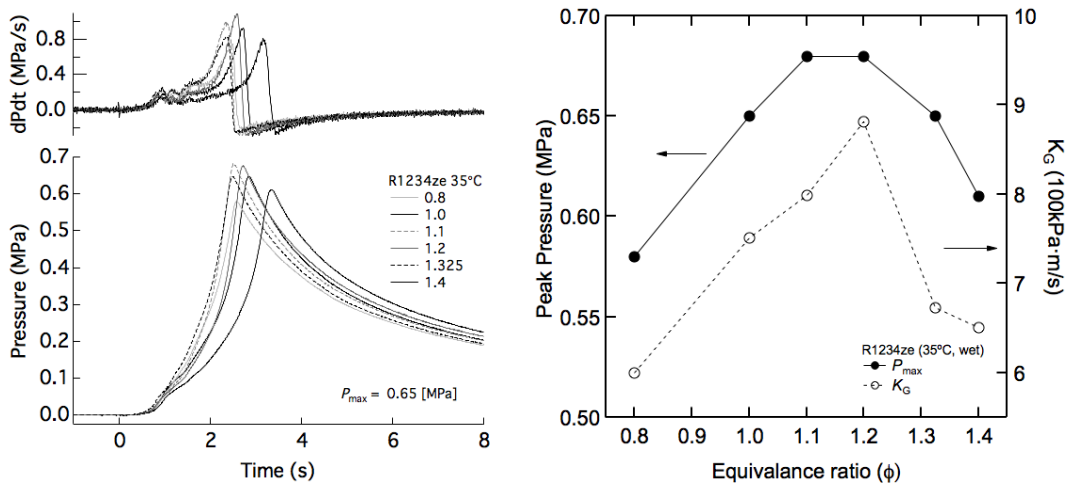 dPdt (MPa/s)
0.8
0.4
0.0
Pressure (MPa)
0.7
0.6
0.5
0.4
0.3
0.2
0.1
0.0
R1234ze 35°C
0.8
1.0
1.1
1.2
1.325
1.4
Pmax = 0.65 [MPa]
0 2 4 6 8
Time (s)
Peak Pressure (MPa)
0.70
0.65
0.60
0.55
0.50
R1234ze (35°C, wet)
Pmax
KG
0.8 0.9 1.0 1.1 1.2 1.3 1.4
Equivalance ratio (ϕ)
10
9
8
7
6
KG (100kPa·m/s)